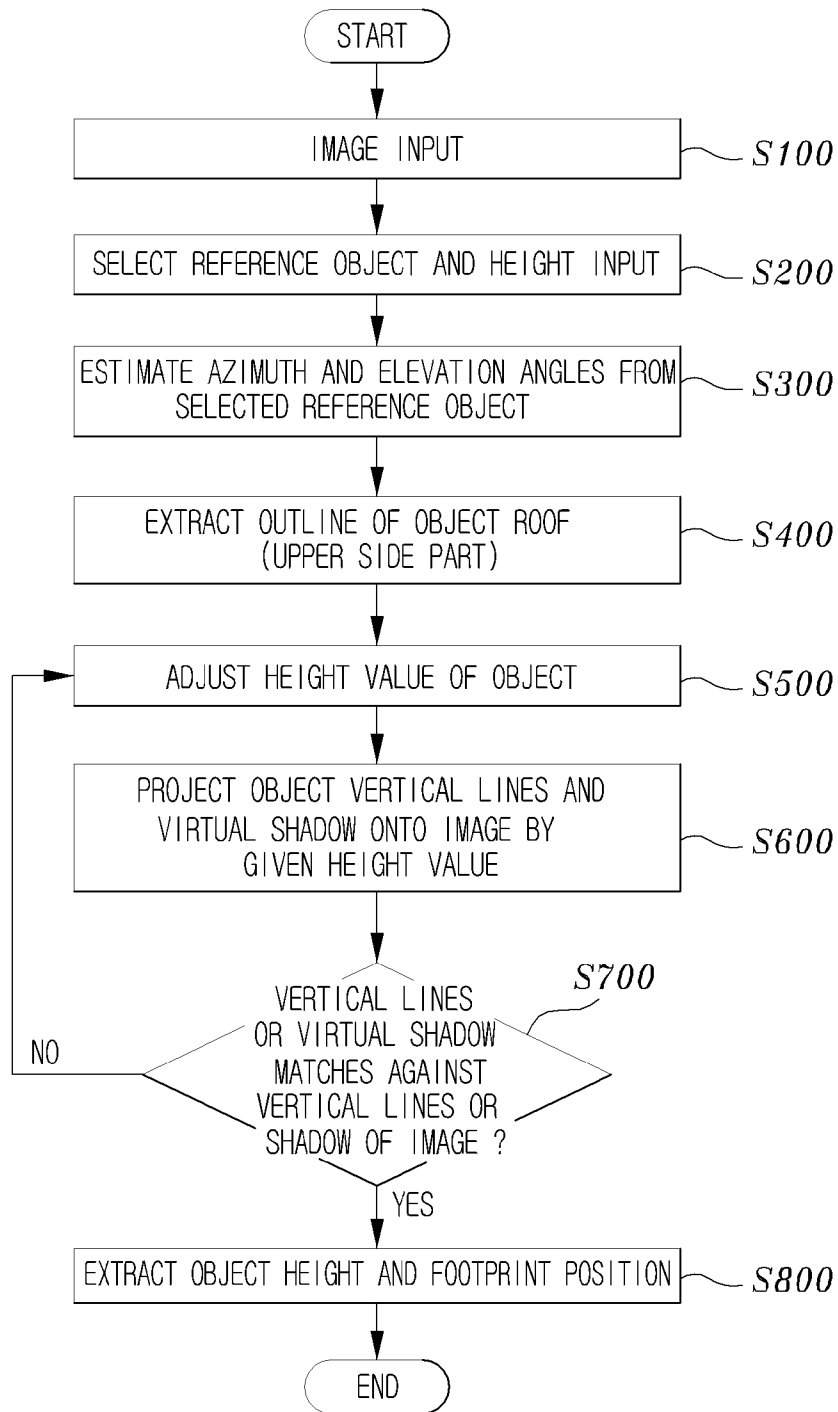 START
IMAGE INPUT
S100
SELECT REFERENCE OBJECT AND HEIGHT INPUT
S200
ESTIMATE AZIMUTH AND ELEVATION ANGLES FROM
SELECTED REFERENCE OBJECT
S300
EXTRACT OUTLINE OF OBJECT ROOF
(UPPER SIDE PART)
S400
ADJUST HEIGHT VALUE OF OBJECT
S500
PROJECT OBJECT VERTICAL LINES AND
VIRTUAL SHADOW ONTO IMAGE BY
GIVEN HEIGHT VALUE
S600
S700
VERTICAL LINES
OR VIRTUAL SHADOW
MATCHES AGAINST
VERTICAL LINES OR
SHADOW OF IMAGE ?
NO
YES
EXTRACT OBJECT HEIGHT AND FOOTPRINT POSITION
S800
END